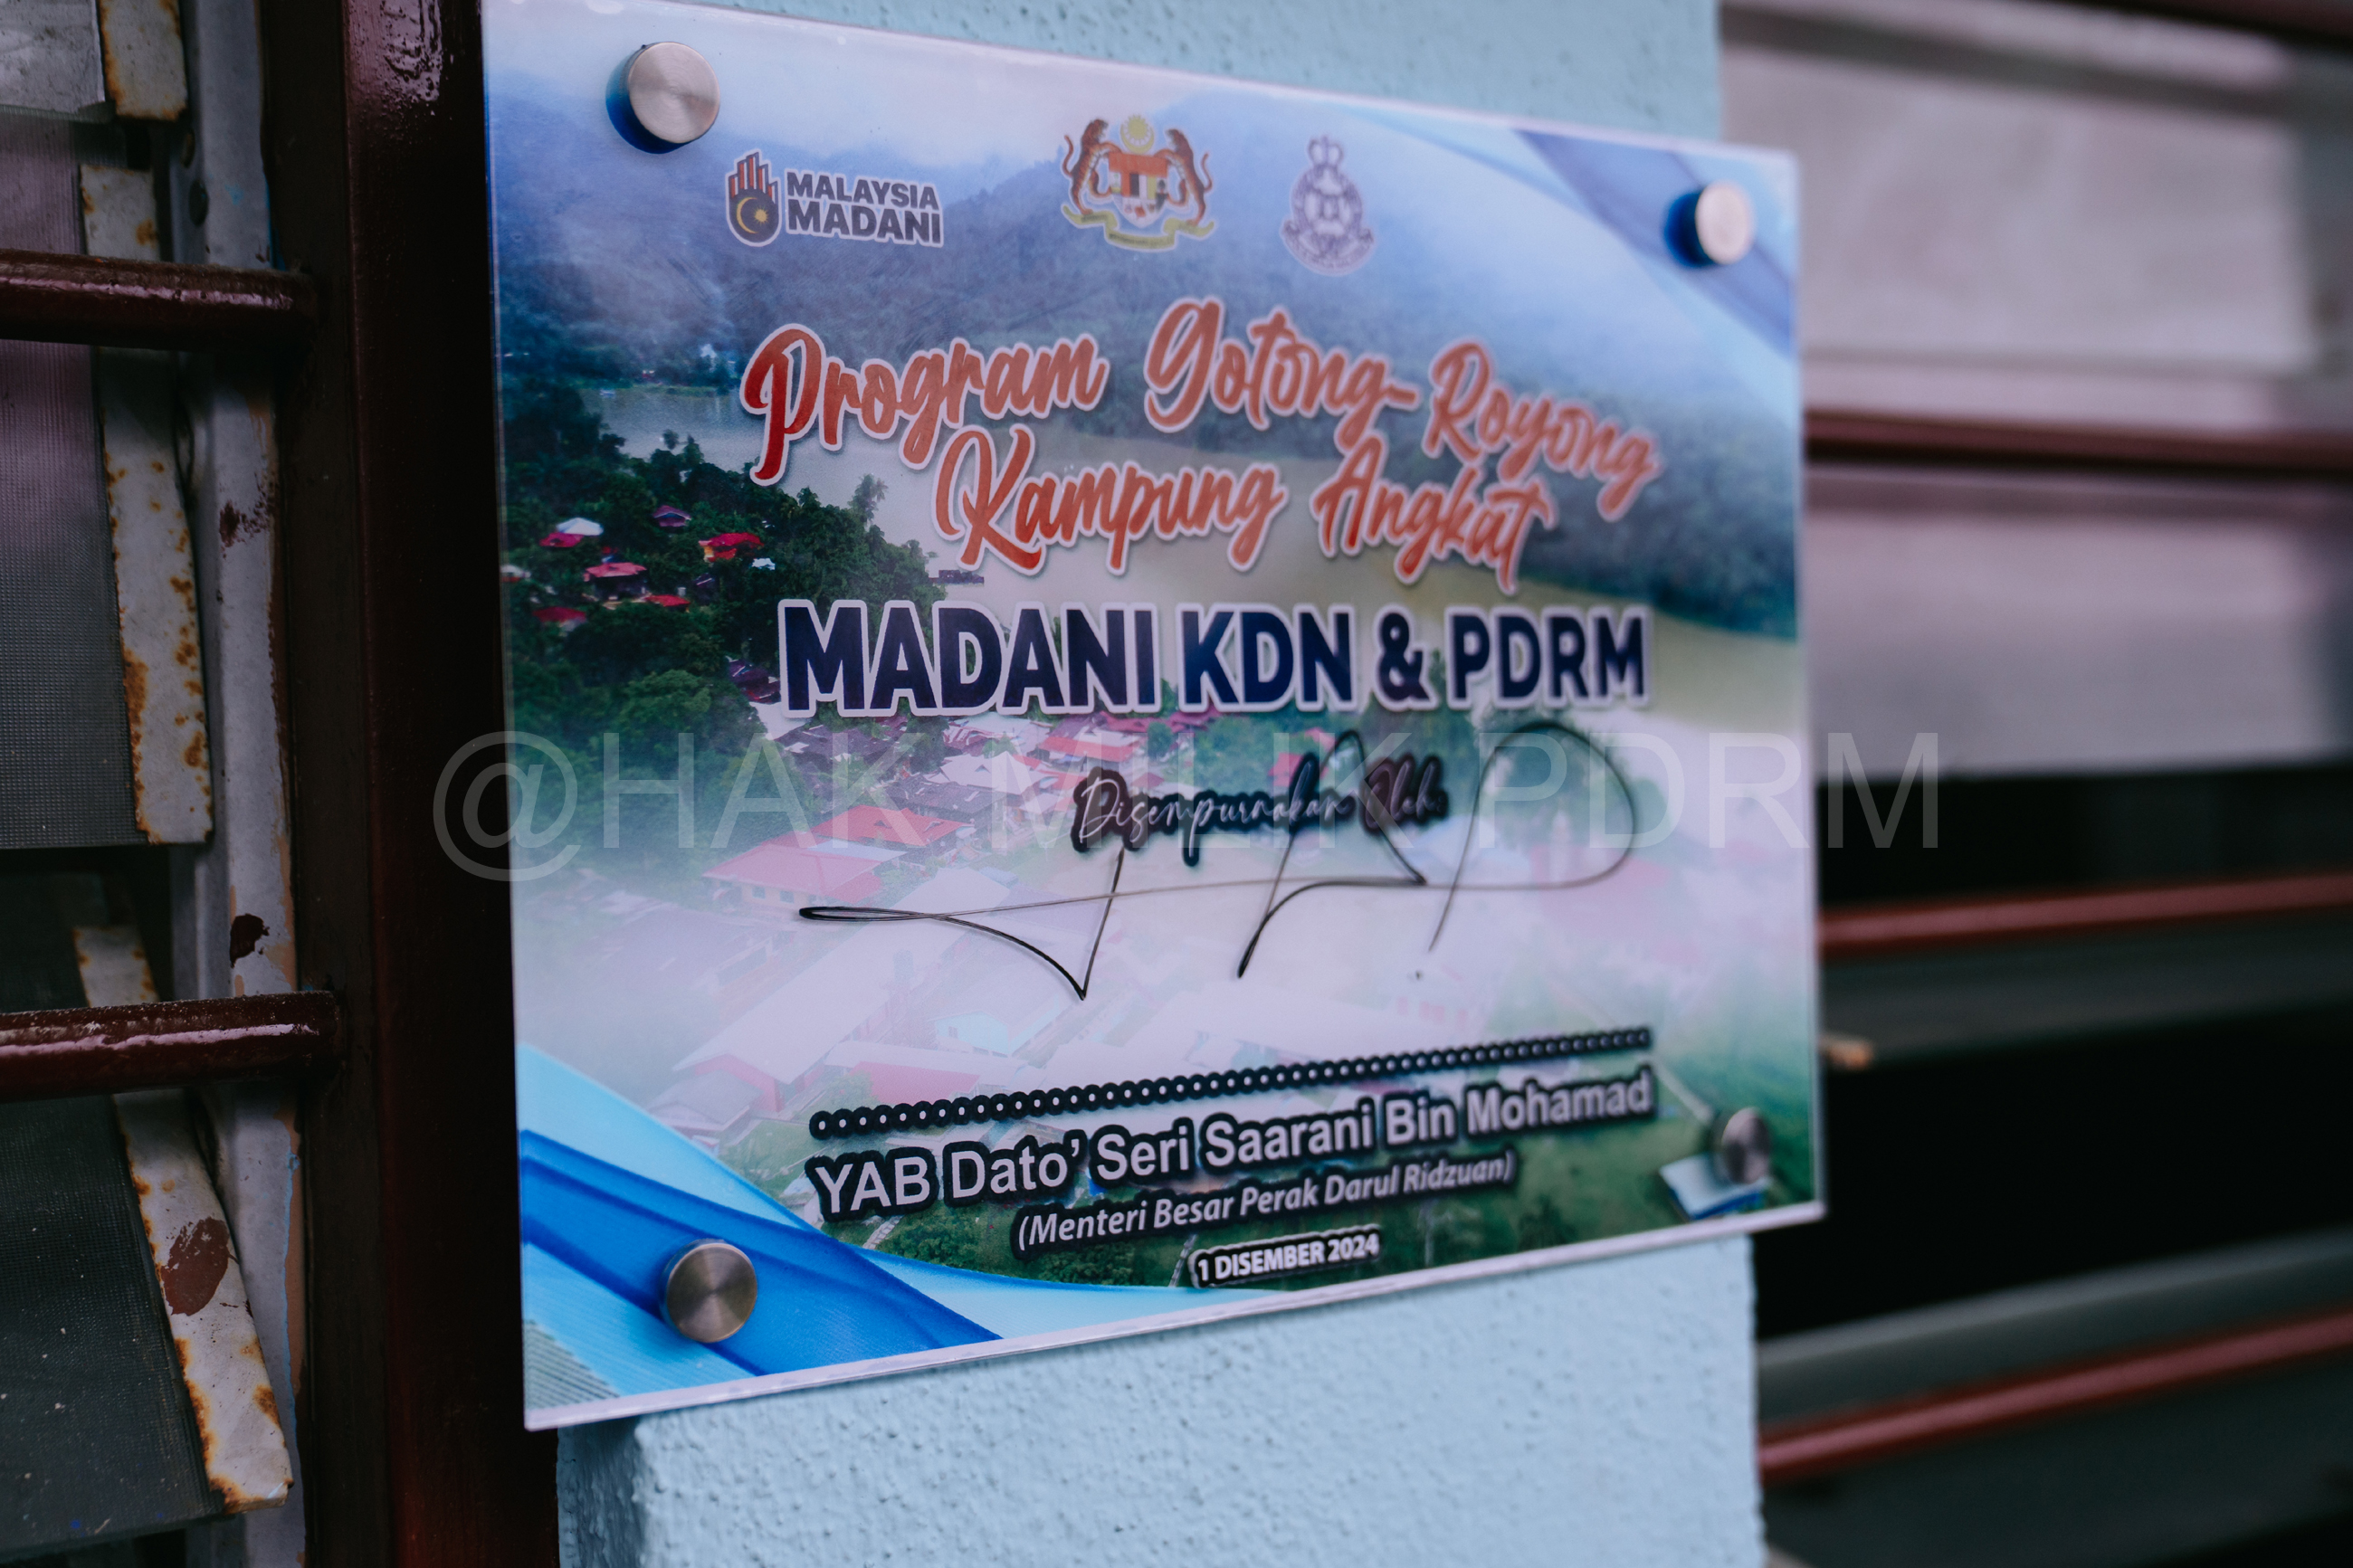 MALAYSIA
MADANI
Program Gotong-Royong
Kampung Angkat
MADANI KDN & PDRM
@HAK MILIK PDRM
Disempurnakan Oleh:
YAB Dato' Seri Saarani Bin Mohamad
(Menteri Besar Perak Darul Ridzuan)
1 DISEMBER 2024